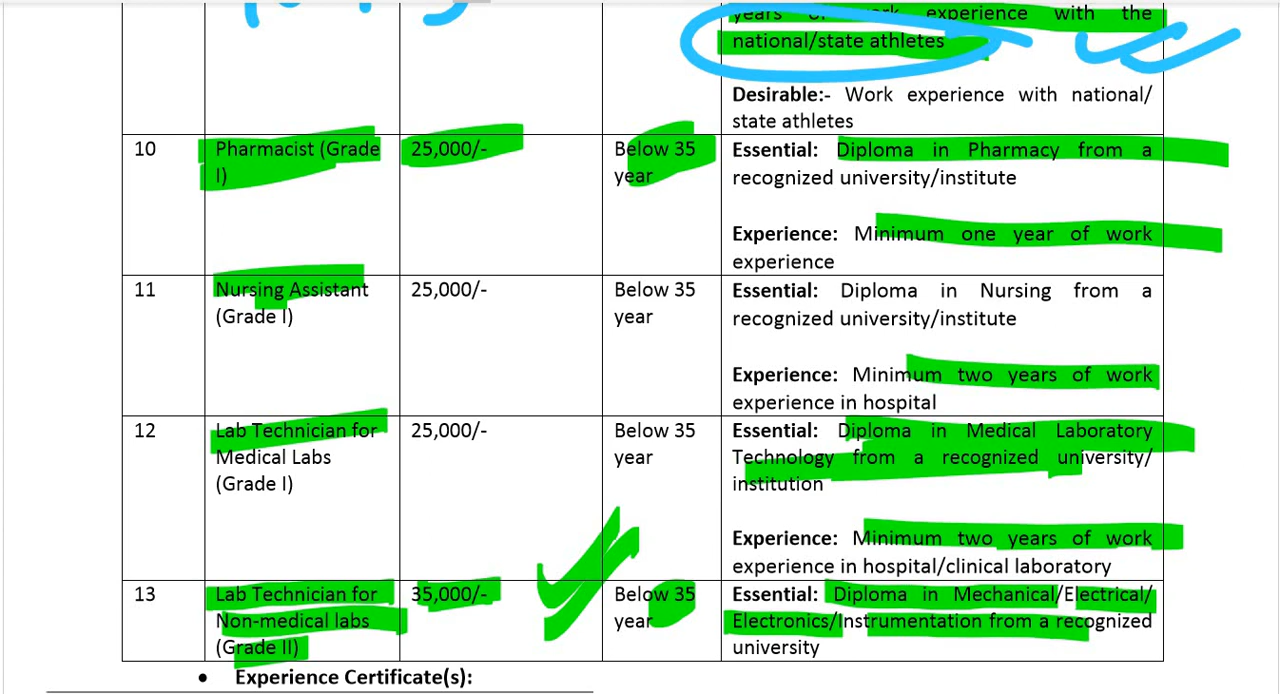 years of work experience with the
national/state athletes
Desirable:- Work experience with national/
state athletes
10
Pharmacist (Grade
I)
25,000/-
Below 35
year
Essential: Diploma in Pharmacy from a
recognized university/institute
Experience: Minimum one year of work
experience
11
Nursing Assistant
(Grade I)
25,000/-
Below 35
year
Essential: Diploma in Nursing from a
recognized university/institute
Experience: Minimum two years of work
experience in hospital
12
Lab Technician for
Medical Labs
(Grade I)
25,000/-
Below 35
year
Essential: Diploma in Medical Laboratory
Technology from a recognized university/
institution
Experience: Minimum two years of work
experience in hospital/clinical laboratory
13
Lab Technician for
Non-medical labs
(Grade II)
35,000/-
Below 35
year
Essential: Diploma in Mechanical/Electrical/
Electronics/Instrumentation from a recognized
university
• Experience Certificate(s):